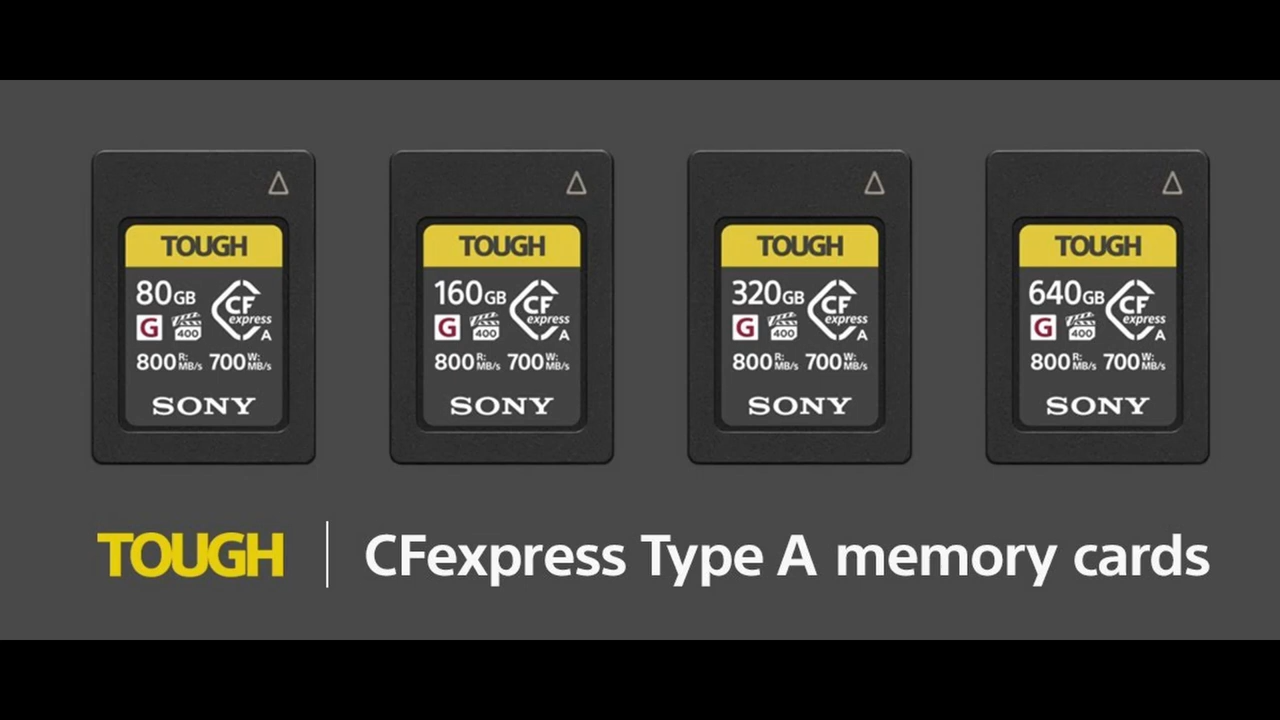 TOUGH
80GB
CF
express
A
G
400
800 R: MB/s 700 W: MB/s
SONY
TOUGH
160GB
CF
express
A
G
400
800 R: MB/s 700 W: MB/s
SONY
TOUGH
320GB
CF
express
A
G
400
800 R: MB/s 700 W: MB/s
SONY
TOUGH
640GB
CF
express
A
G
400
800 R: MB/s 700 W: MB/s
SONY
TOUGH | CFexpress Type A memory cards